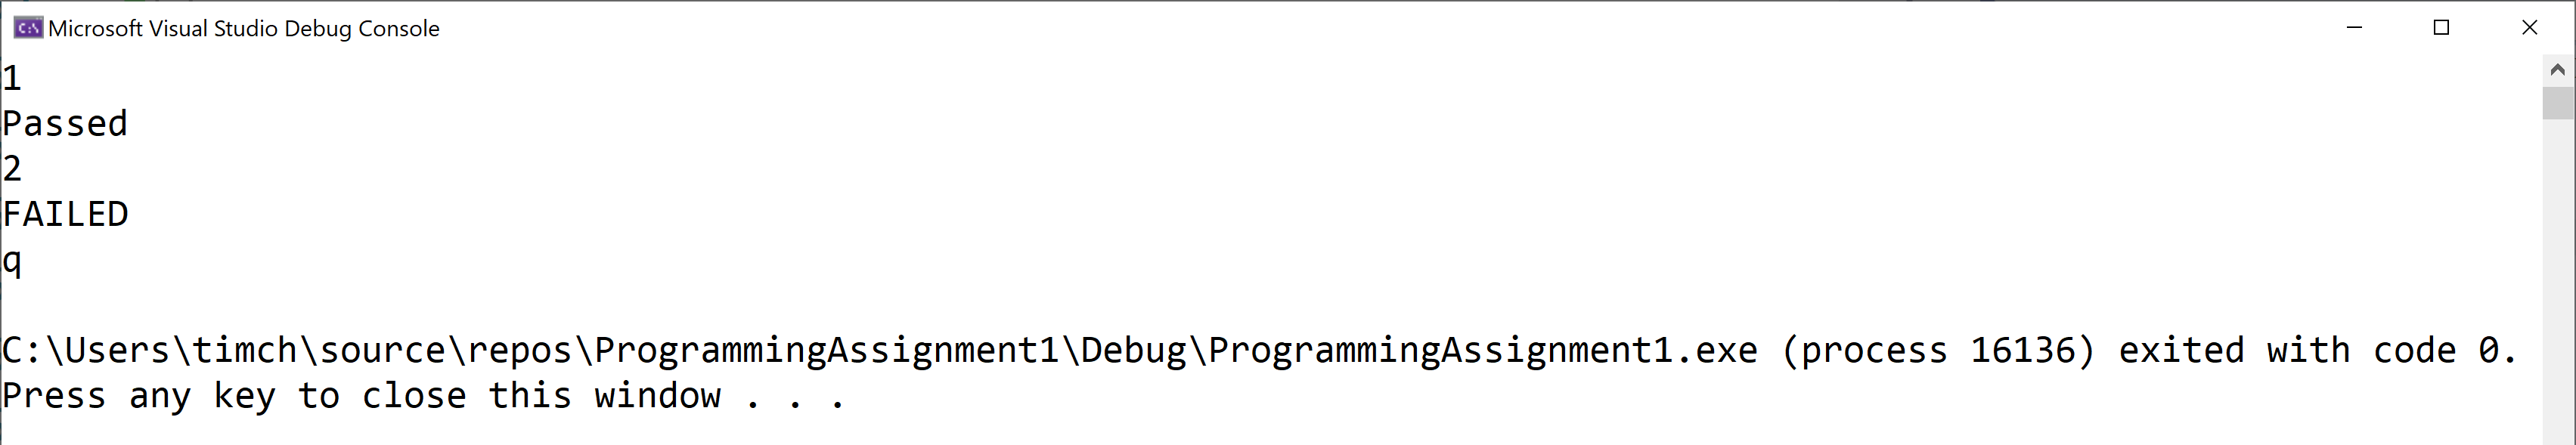 C:\ Microsoft Visual Studio Debug Console
1
Passed
2
FAILED
q
C:\Users\timch\source\repos\ProgrammingAssignment1\Debug\ProgrammingAssignment1.exe (process 16136) exited with code 0.
Press any key to close this window . . .